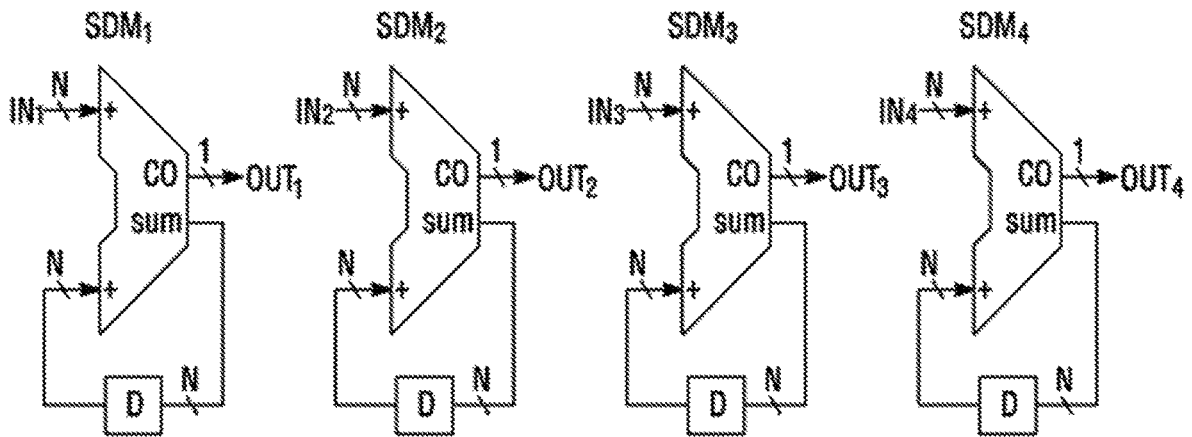 SDM1 SDM2 SDM3 SDM4
N N N N
IN1 + IN2 + IN3 + IN4 +
1 1 1 1
CO OUT1 CO OUT2 CO OUT3 CO OUT4
sum sum sum sum
N N N N
+ + + +
N N N N
D D D D